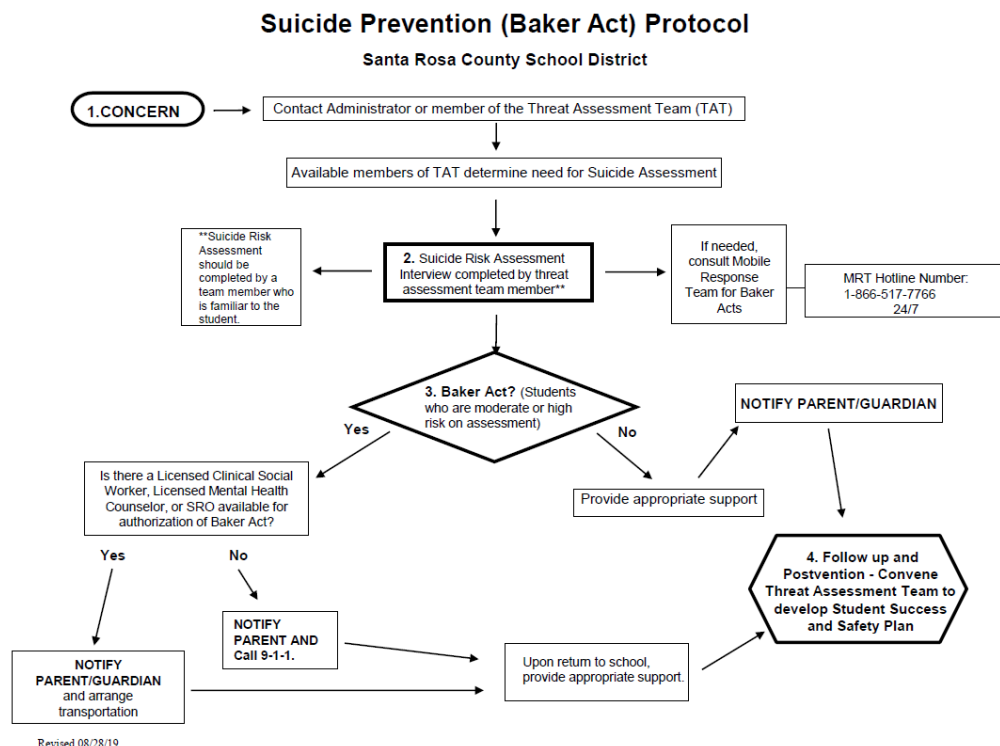 Suicide Prevention (Baker Act) Protocol
Santa Rosa County School District
1.CONCERN
Contact Administrator or member of the Threat Assessment Team (TAT)
Available members of TAT determine need for Suicide Assessment
**Suicide Risk
Assessment
should be
completed by a
team member who
is familiar to the
student.
2. Suicide Risk Assessment
Interview completed by threat
assessment team member**
If needed,
consult Mobile
Response
Team for Baker
Acts
MRT Hotline Number:
1-866-517-7766
24/7
3. Baker Act? (Students
who are moderate or high
risk on assessment)
Yes
No
NOTIFY PARENT/GUARDIAN
Provide appropriate support
Is there a Licensed Clinical Social
Worker, Licensed Mental Health
Counselor, or SRO available for
authorization of Baker Act?
Yes
No
4. Follow up and
Postvention - Convene
Threat Assessment Team to
develop Student Success
and Safety Plan
NOTIFY
PARENT AND
Call 9-1-1.
NOTIFY
PARENT/GUARDIAN
and arrange
transportation
Upon return to school,
provide appropriate support.
Revised 08/28/19